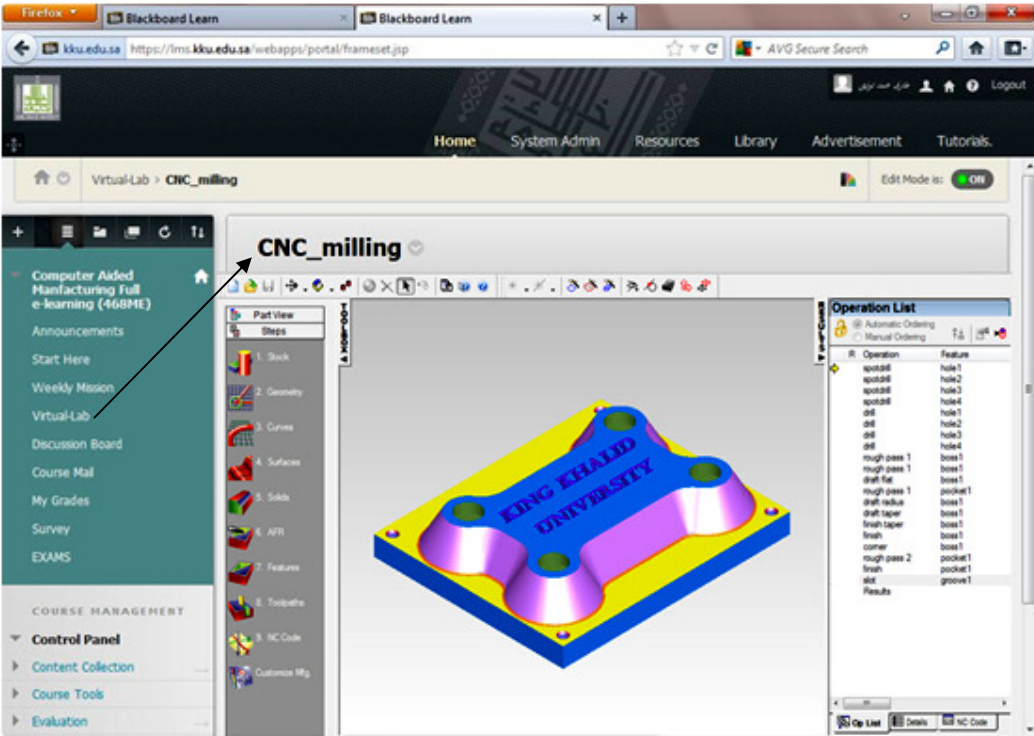 Firefox
Blackboard Learn
Blackboard Learn
kku.edu.sa
https://lms.kku.edu.sa/webapps/portal/frameset.jsp
AVG Secure Search
Logout
Home
System Admin
Resources
Library
Advertisement
Tutorials.
Virtual-Lab > CNC_milling
Edit Mode is: ON
CNC_milling
Computer Aided
Manfacturing Full
e-learning (468ME)
Announcements
Start Here
Weekly Mission
Virtual-Lab
Discussion Board
Course Mail
My Grades
Survey
EXAMS
COURSE MANAGEMENT
Control Panel
Content Collection
Course Tools
Evaluation
Part View
Steps
1. Stock
2. Geometry
3. Curves
4. Surfaces
5. Solids
6. AFR
7. Features
8. Toolpaths
9. NC Code
Customize Mfg.
KING KHALID
UNIVERSITY
Operation List
Automatic Ordering
Manual Ordering
Operation Feature
spotdrill hole1
spotdrill hole2
spotdrill hole3
spotdrill hole4
drill hole1
drill hole2
drill hole3
drill hole4
rough pass 1 boss1
rough pass 1 boss1
draft flat boss1
rough pass 1 pocket1
draft radius boss1
draft taper boss1
finish taper boss1
finish boss1
corner boss1
rough pass 2 pocket1
finish pocket1
slot groove1
Results
Op List
Details
NC Code